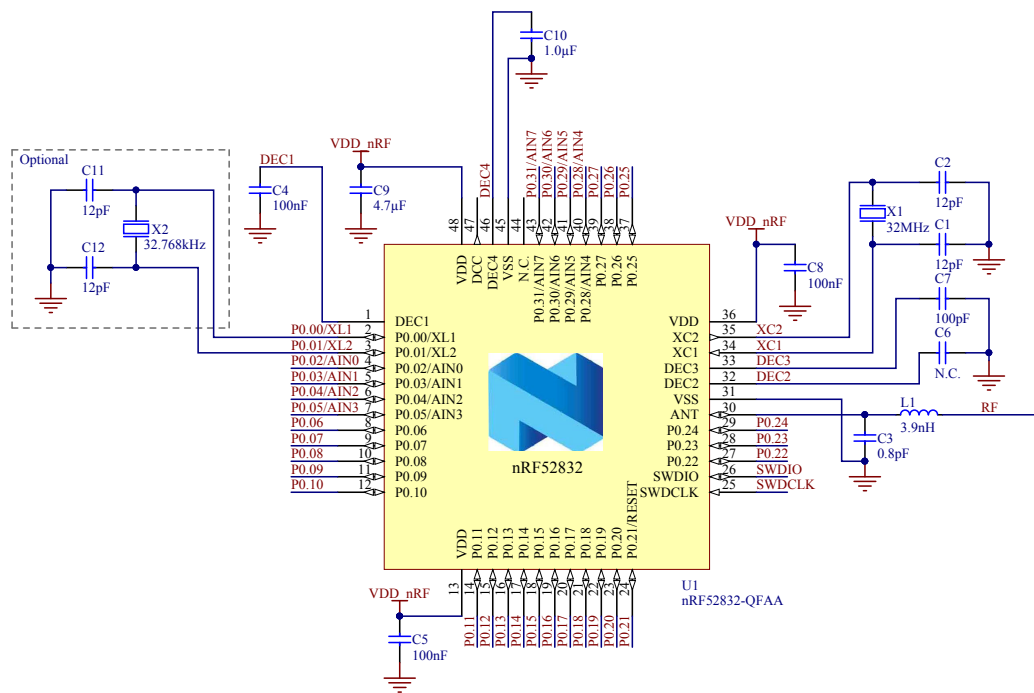 C10
1.0µF
Optional
C11
12pF
X2
32.768kHz
C12
12pF
DEC1
C4
100nF
VDD_nRF
C9
4.7µF
DEC4
P0.31/AIN7
P0.30/AIN6
P0.29/AIN5
P0.28/AIN4
P0.27
P0.26
P0.25
48
47
46
45
44
43
42
41
40
39
38
37
VDD
DCC
DEC4
VSS
N.C.
P0.31/AIN7
P0.30/AIN6
P0.29/AIN5
P0.28/AIN4
P0.27
P0.26
P0.25
VDD_nRF
C8
100nF
C2
12pF
X1
32MHz
C1
12pF
C7
100pF
C6
N.C.
P0.00/XL1
P0.01/XL2
P0.02/AIN0
P0.03/AIN1
P0.04/AIN2
P0.05/AIN3
P0.06
P0.07
P0.08
P0.09
P0.10
1
2
3
4
5
6
7
8
9
10
11
12
DEC1
P0.00/XL1
P0.01/XL2
P0.02/AIN0
P0.03/AIN1
P0.04/AIN2
P0.05/AIN3
P0.06
P0.07
P0.08
P0.09
P0.10
nRF52832
VDD
XC2
XC1
DEC3
DEC2
VSS
ANT
P0.24
P0.23
P0.22
SWDIO
SWDCLK
36
35
34
33
32
31
30
29
28
27
26
25
XC2
XC1
DEC3
DEC2
P0.24
P0.23
P0.22
SWDIO
SWDCLK
L1
3.9nH
RF
C3
0.8pF
VDD
P0.11
P0.12
P0.13
P0.14
P0.15
P0.16
P0.17
P0.18
P0.19
P0.20
P0.21/RESET
13
14
15
16
17
18
19
20
21
22
23
24
P0.11
P0.12
P0.13
P0.14
P0.15
P0.16
P0.17
P0.18
P0.19
P0.20
P0.21
VDD_nRF
C5
100nF
U1
nRF52832-QFAA